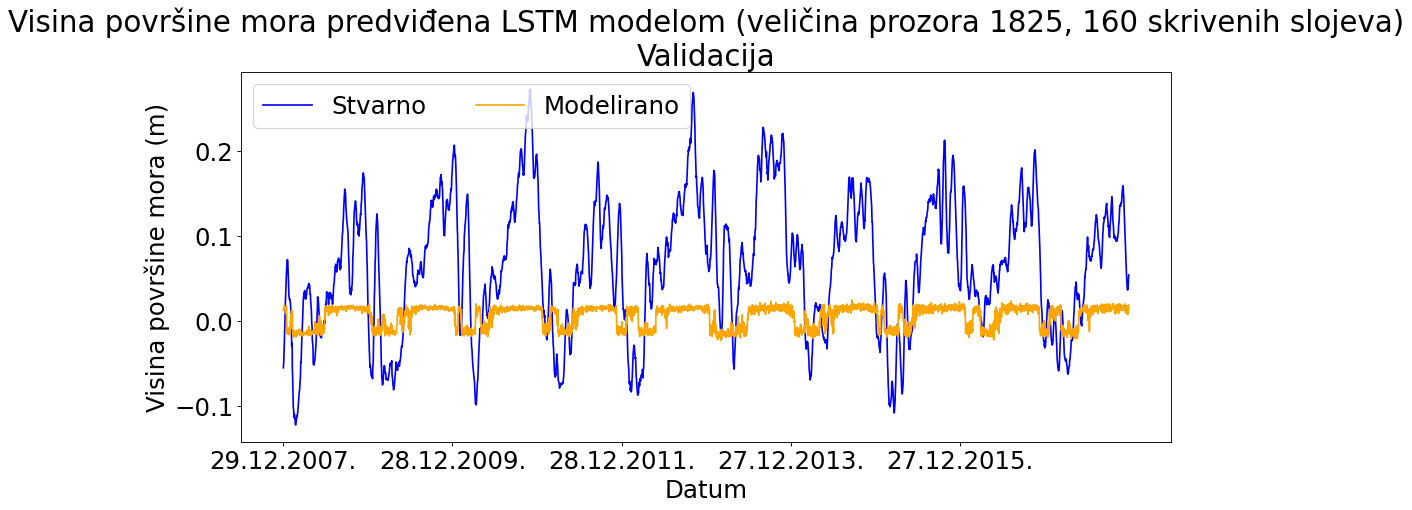 Visina površine mora predviđena LSTM modelom (veličina prozora 1825, 160 skrivenih slojeva)
Validacija
Stvarno Modelirano
Visina površine mora (m)
0.2
0.1
0.0
−0.1
29.12.2007. 28.12.2009. 28.12.2011. 27.12.2013. 27.12.2015.
Datum